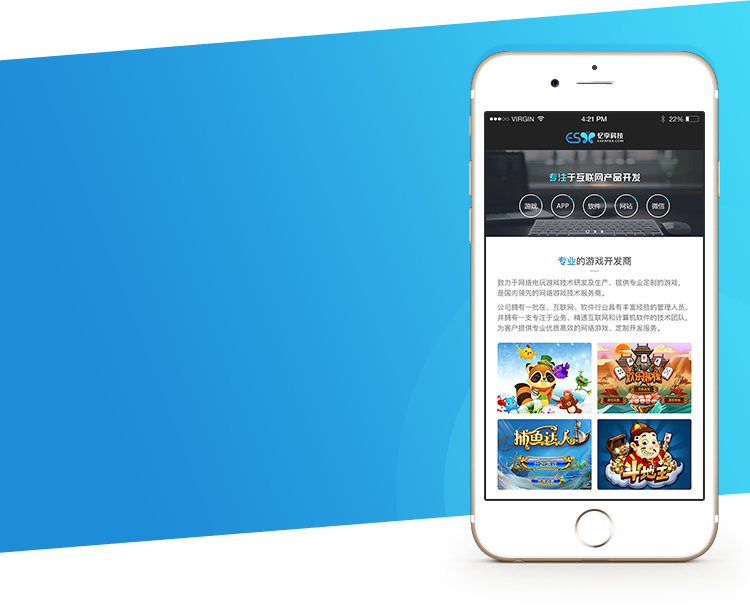 VIRGIN 4:21 PM 22%
ESX 忆享科技
专注于互联网产品开发
游戏 APP 软件 网站 微信
专业的游戏开发商
致力于网络电玩游戏技术研发及生产、提供专业定制的游戏,
是国内领先的网络游戏技术服务商。
公司拥有一批在、互联网、软件行业具有丰富经验的管理人员,
并拥有一支专注于业务、精通互联网和计算机软件的技术团队,
为客户提供专业优质高效的网络游戏、定制开发服务。
捕鱼达人
斗地主